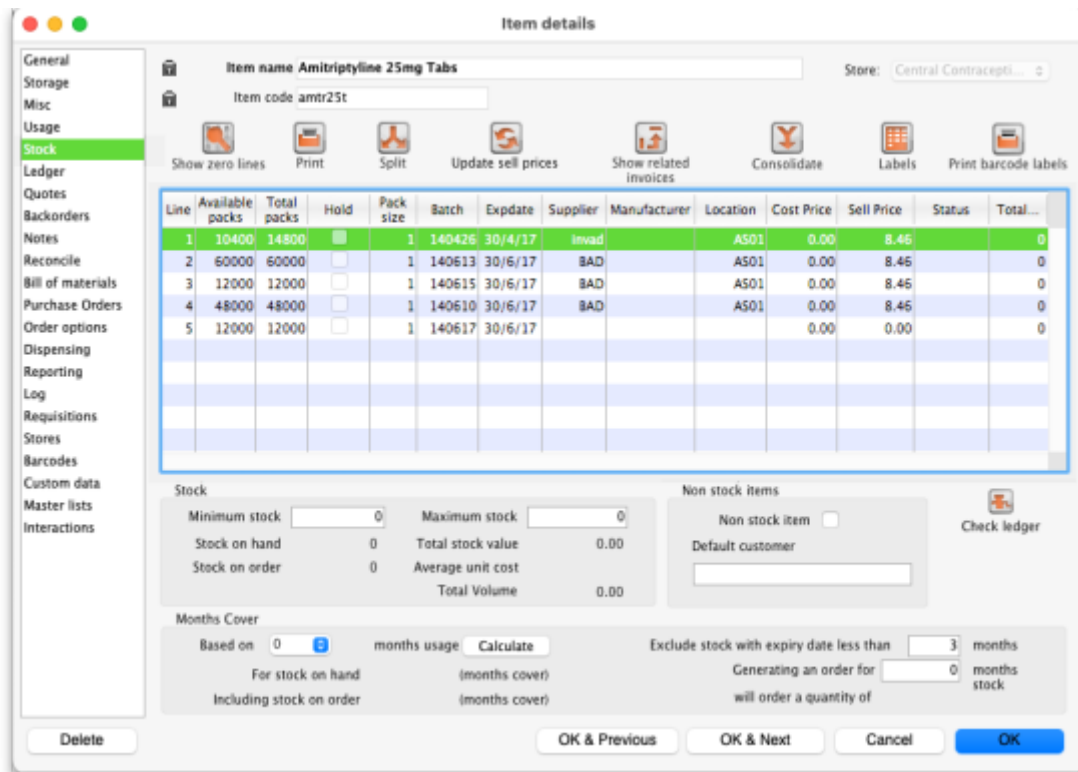 Item details
General
Storage
Misc
Usage
Stock
Ledger
Quotes
Backorders
Notes
Reconcile
Bill of materials
Purchase Orders
Order options
Dispensing
Reporting
Log
Requisitions
Stores
Barcodes
Custom data
Master lists
Interactions
Item name Amitriptyline 25mg Tabs
Store: Central Contracepti...
Item code amtr25t
Show zero lines
Print
Split
Update sell prices
Show related invoices
Consolidate
Labels
Print barcode labels
Line Available packs Total packs Hold Pack size Batch Expdate Supplier Manufacturer Location Cost Price Sell Price Status Total...
1 10400 14800 1 140426 30/4/17 Invad AS01 0.00 8.46 0
2 60000 60000 1 140613 30/6/17 BAD AS01 0.00 8.46 0
3 12000 12000 1 140615 30/6/17 BAD AS01 0.00 8.46 0
4 48000 48000 1 140610 30/6/17 BAD AS01 0.00 8.46 0
5 12000 12000 1 140617 30/6/17 0.00 0.00 0
Stock
Minimum stock 0 Maximum stock 0
Stock on hand 0 Total stock value 0.00
Stock on order 0 Average unit cost
Total Volume 0.00
Non stock items
Non stock item
Default customer
Check ledger
Months Cover
Based on 0 months usage Calculate
For stock on hand (months cover)
Including stock on order (months cover)
Exclude stock with expiry date less than 3 months
Generating an order for 0 months stock
will order a quantity of
Delete
OK & Previous
OK & Next
Cancel
OK